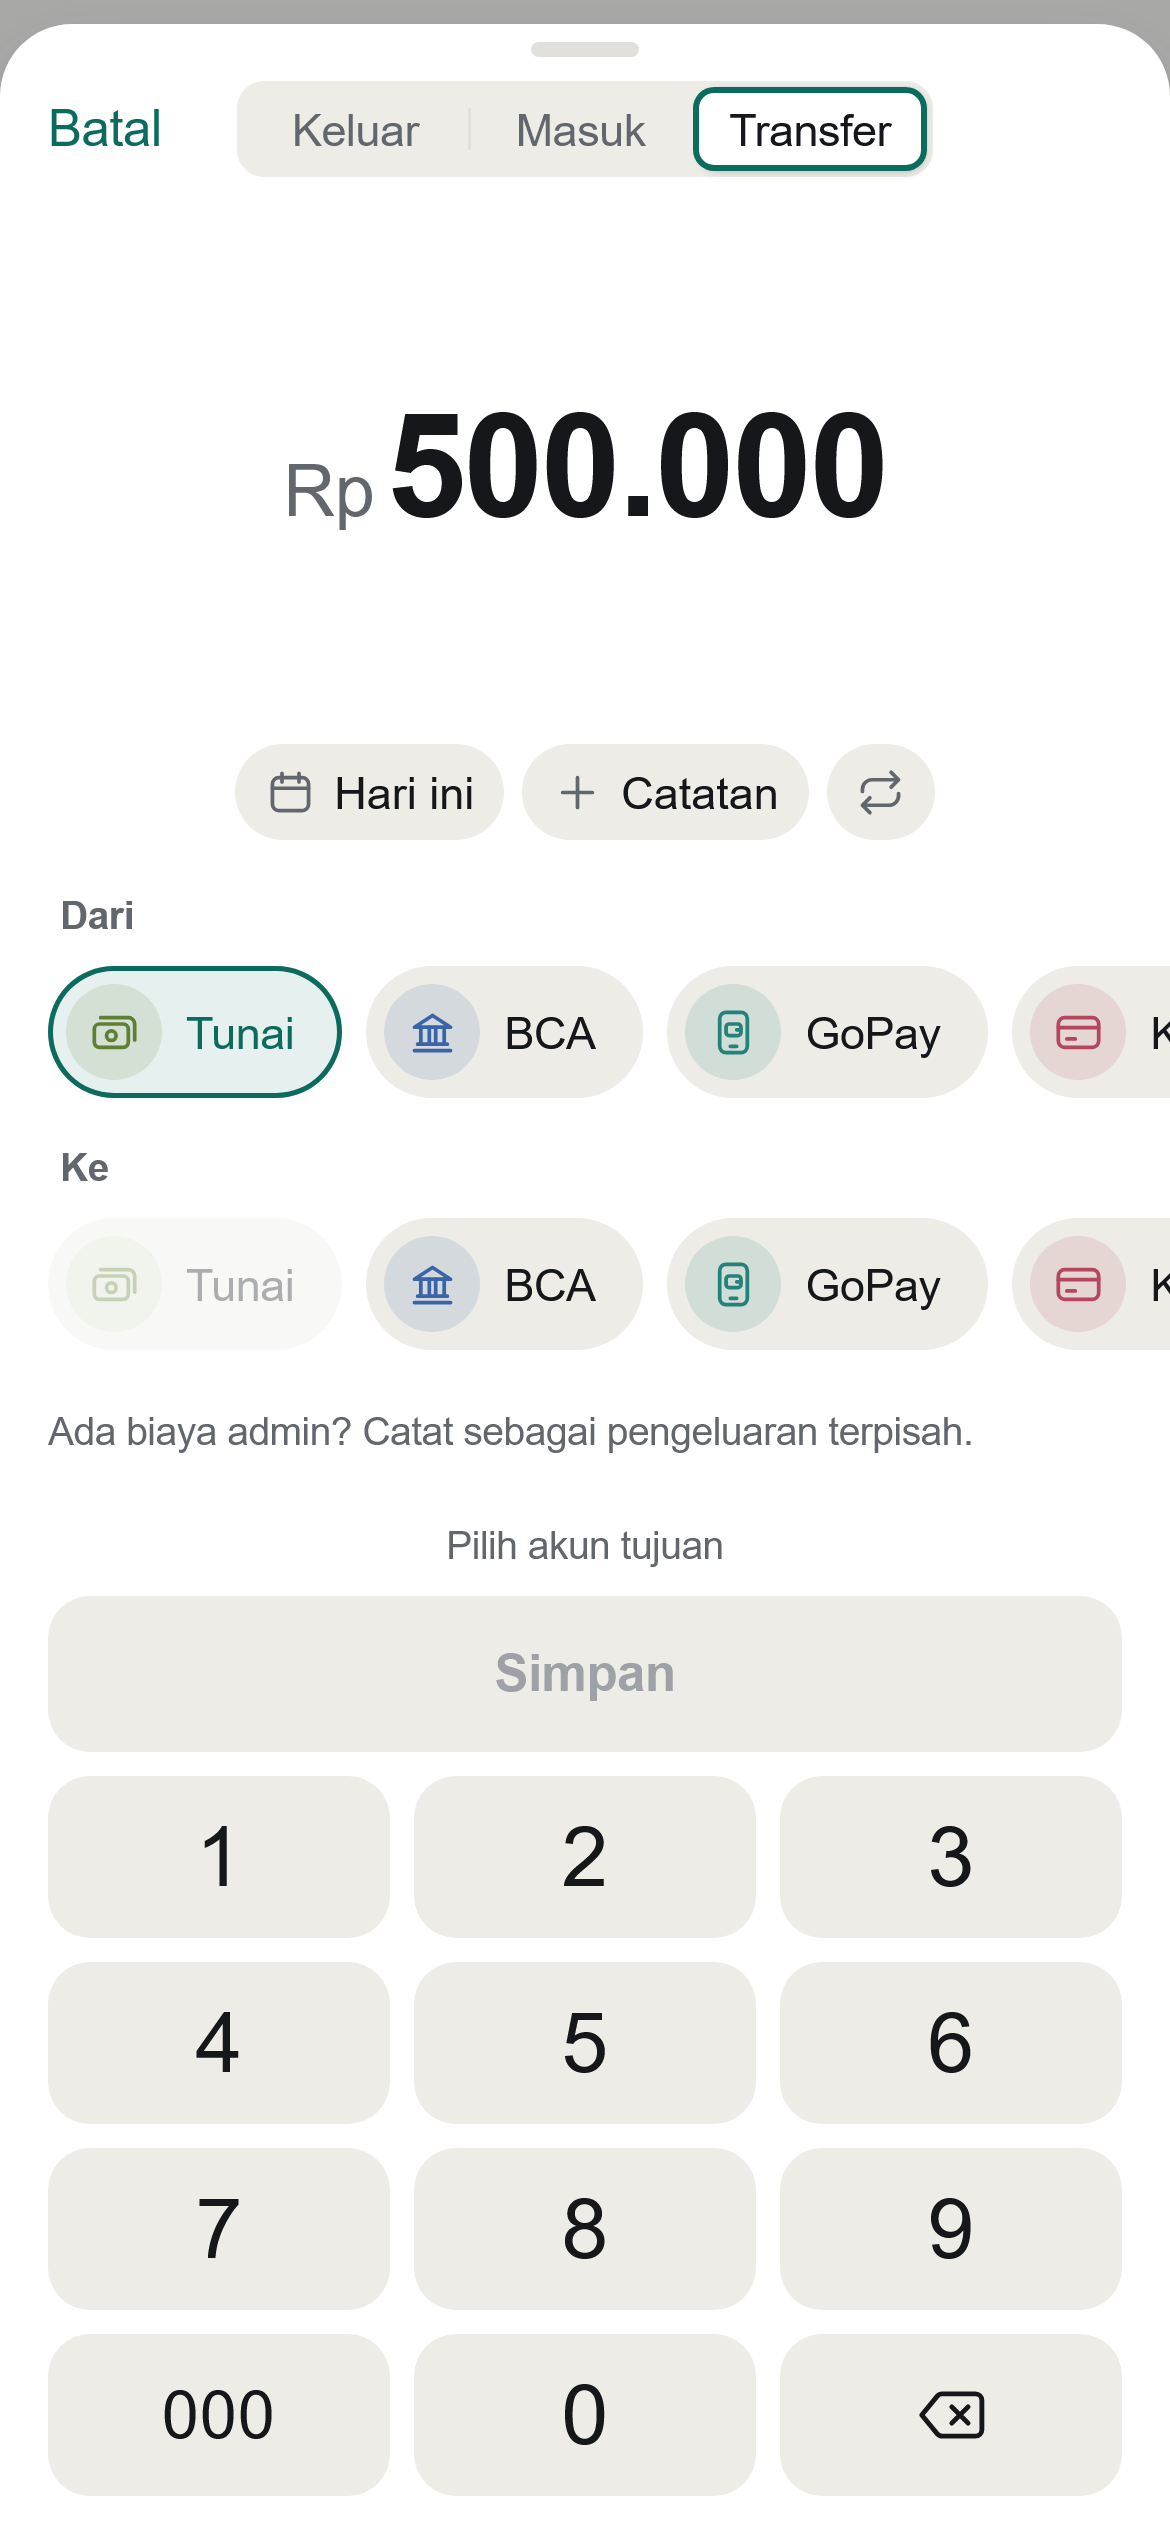 Batal
Keluar
Masuk
Transfer
Rp 500.000
Hari ini
Catatan
Dari
Tunai
BCA
GoPay
K
Ke
Tunai
BCA
GoPay
K
Ada biaya admin? Catat sebagai pengeluaran terpisah.
Pilih akun tujuan
Simpan
1
2
3
4
5
6
7
8
9
000
0